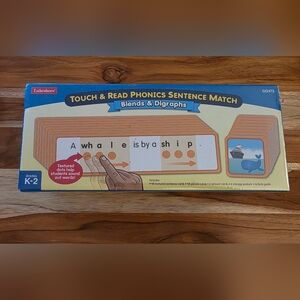 Lakeshore
TOUCH & READ PHONICS SENTENCE MATCH
Blends & Digraphs
A whale is by a ship.
Textured
dots help
students sound
out words!
Grades
K-2